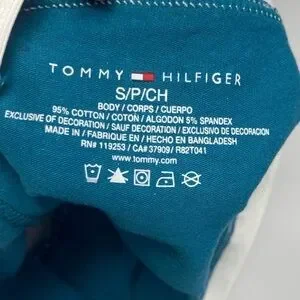 TOMMY HILFIGER
S/P/CH
BODY / CORPS / CUERPO
95% COTTON / COTON / ALGODON 5% SPANDEX
EXCLUSIVE OF DECORATION / SAUF DECORATION / EXCLUSIVO DE DECORACION
MADE IN / FABRIQUE EN / HECHO EN BANGLADESH
RN# 119253 / CA# 37909 / R82T041
www.tommy.com